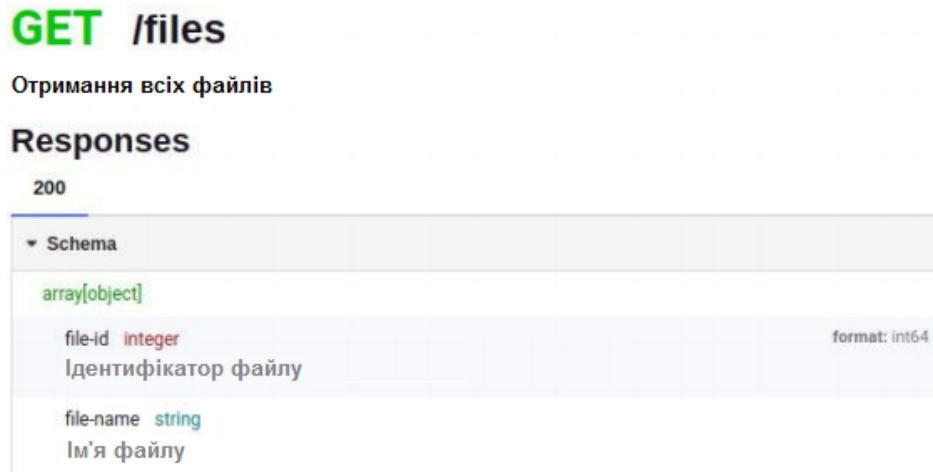 GET /files
Отримання всіх файлів
Responses
200
Schema
array[object]
file-id integer format: int64
Ідентифікатор файлу
file-name string
Ім'я файлу